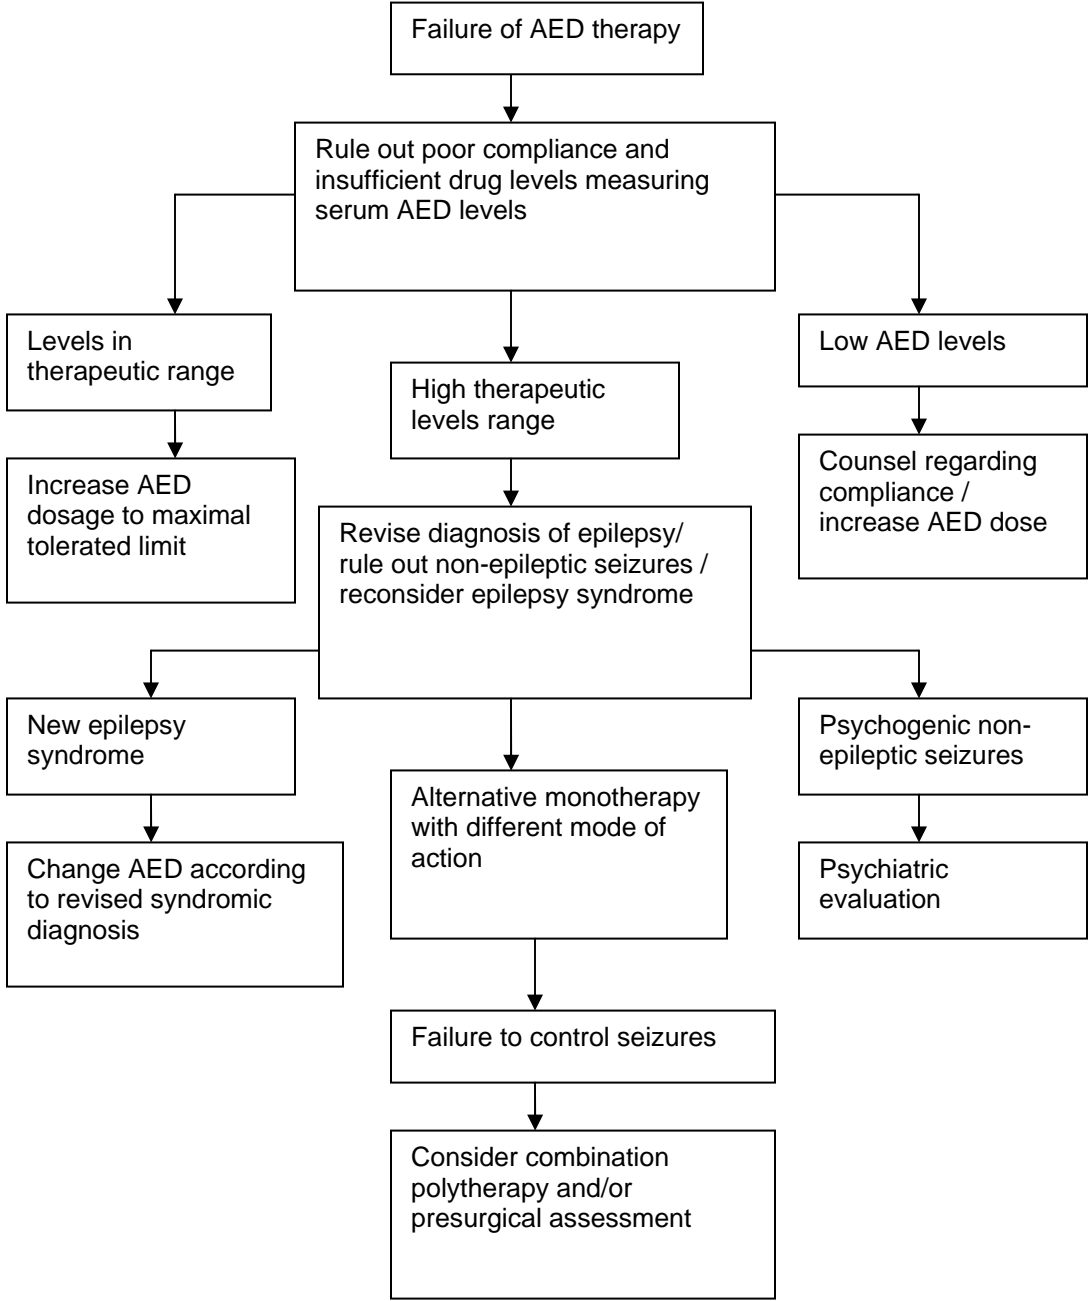 Failure of AED therapy
Rule out poor compliance and
insufficient drug levels measuring
serum AED levels
Levels in
therapeutic range
High therapeutic
levels range
Low AED levels
Increase AED
dosage to maximal
tolerated limit
Counsel regarding
compliance /
increase AED dose
Revise diagnosis of epilepsy/
rule out non-epileptic seizures /
reconsider epilepsy syndrome
New epilepsy
syndrome
Alternative monotherapy
with different mode of
action
Psychogenic non-
epileptic seizures
Change AED according
to revised syndromic
diagnosis
Psychiatric
evaluation
Failure to control seizures
Consider combination
polytherapy and/or
presurgical assessment